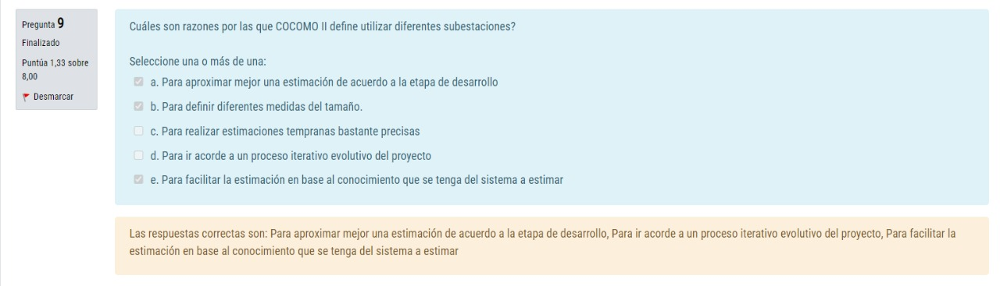 Pregunta 9
Finalizado
Puntúa 1,33 sobre
8,00
Desmarcar
Cuáles son razones por las que COCOMO II define utilizar diferentes subestaciones?
Seleccione una o más de una:
a. Para aproximar mejor una estimación de acuerdo a la etapa de desarrollo
b. Para definir diferentes medidas del tamaño.
c. Para realizar estimaciones tempranas bastante precisas
d. Para ir acorde a un proceso iterativo evolutivo del proyecto
e. Para facilitar la estimación en base al conocimiento que se tenga del sistema a estimar
Las respuestas correctas son: Para aproximar mejor una estimación de acuerdo a la etapa de desarrollo, Para ir acorde a un proceso iterativo evolutivo del proyecto, Para facilitar la
estimación en base al conocimiento que se tenga del sistema a estimar